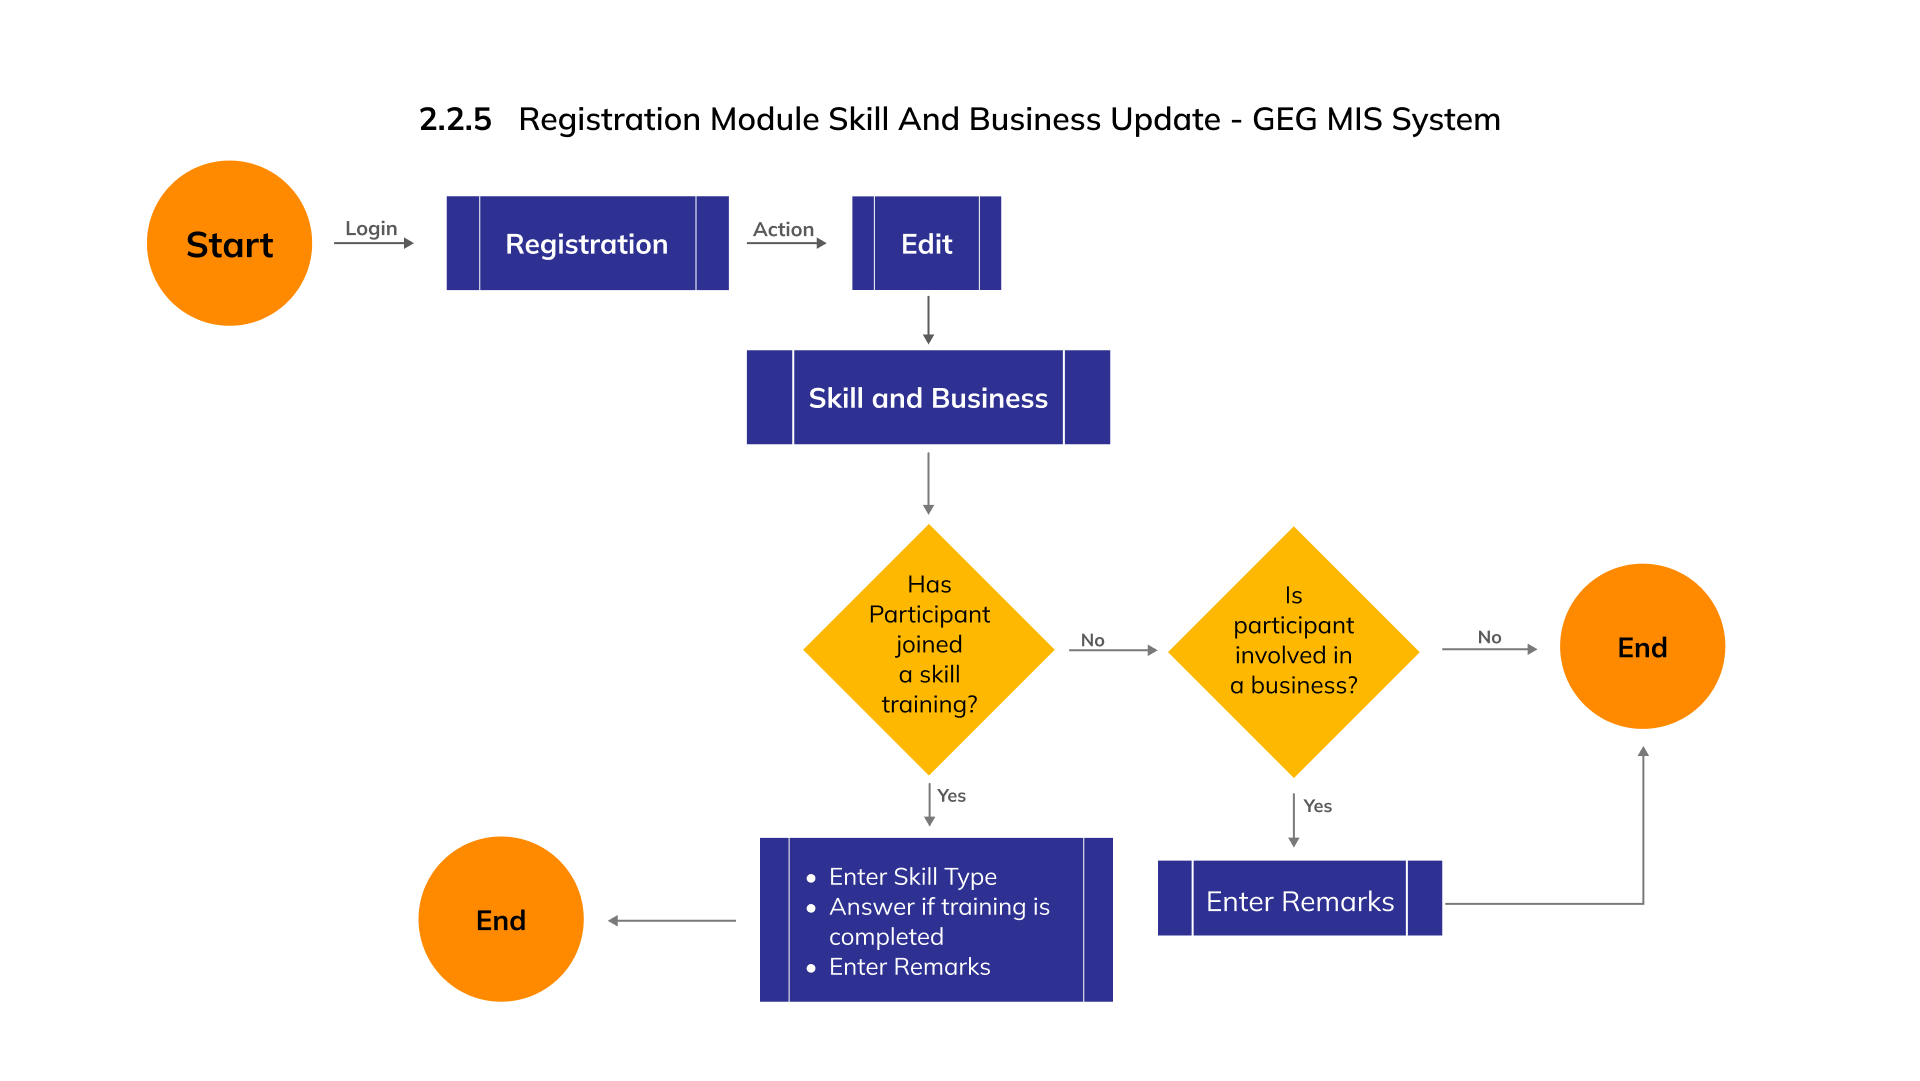 2.2.5 Registration Module Skill And Business Update - GEG MIS System
Start
Login
Registration
Action
Edit
Skill and Business
Has
Participant
joined
a skill
training?
No
Is
participant
involved in
a business?
No
End
Yes
Yes
• Enter Skill Type
• Answer if training is
completed
• Enter Remarks
Enter Remarks
End